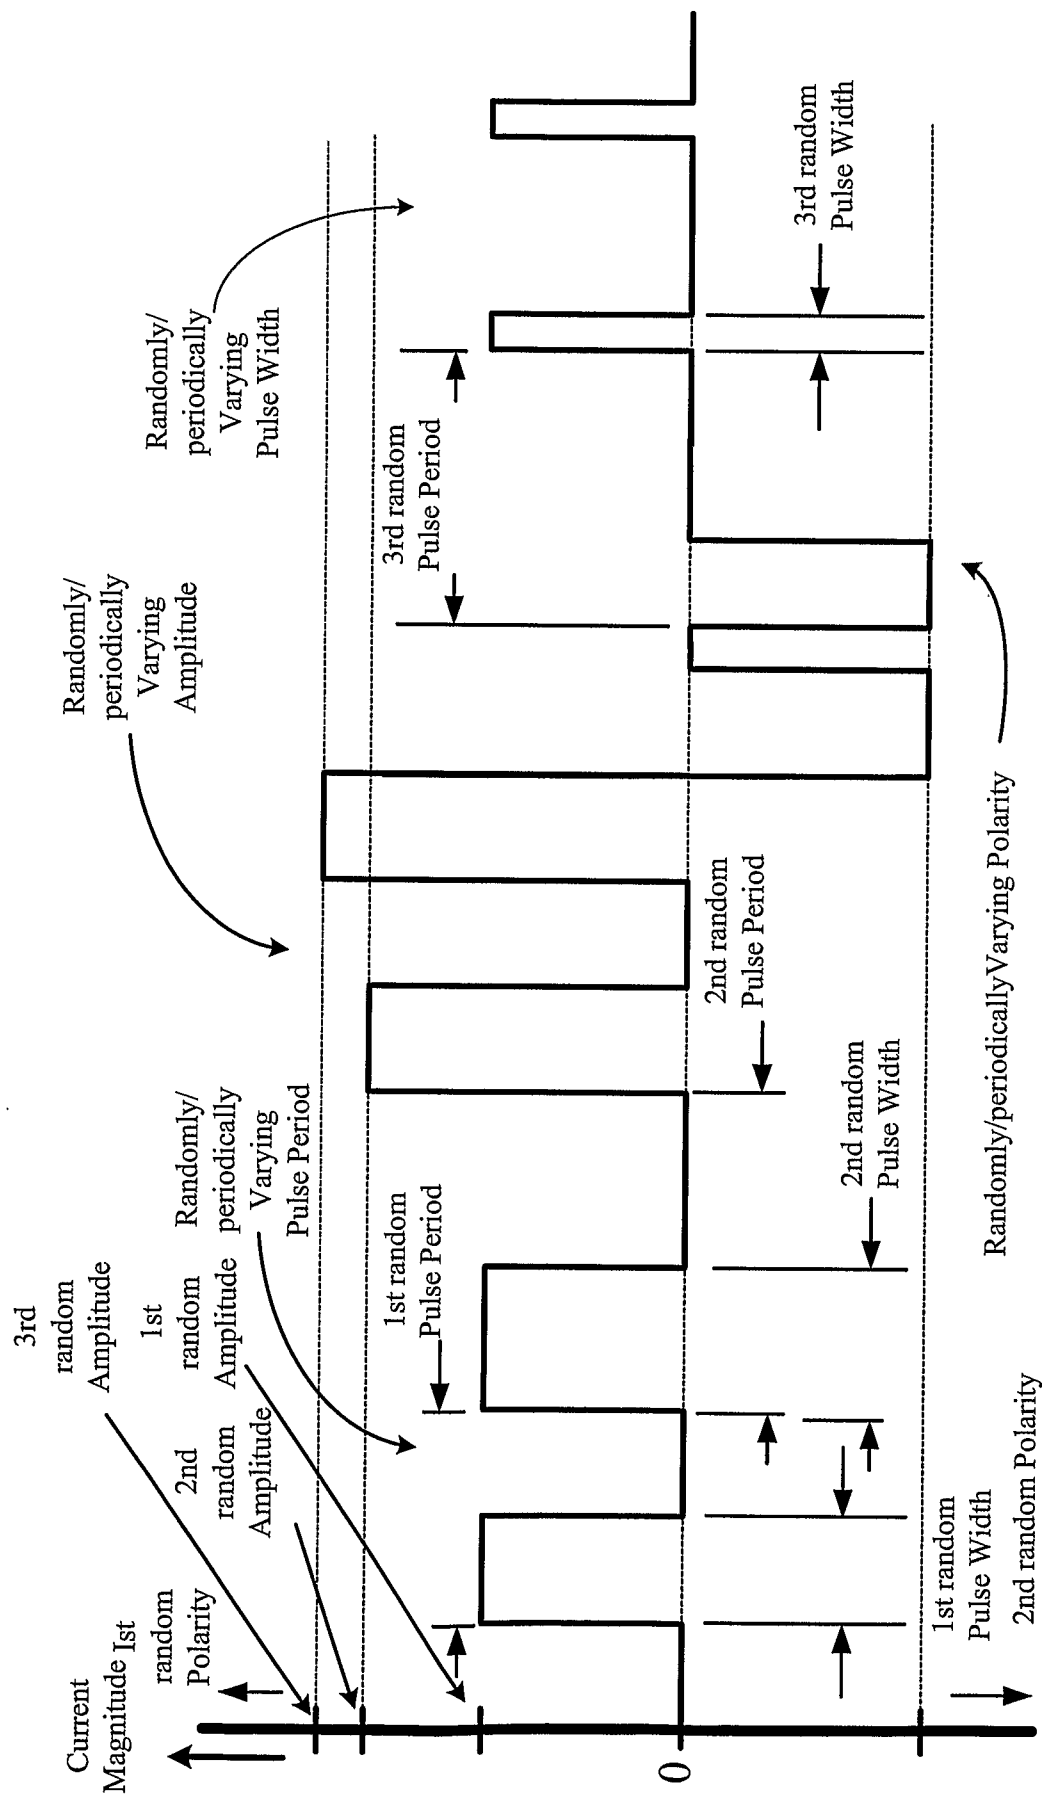 Current
Magnitude
Ist
random
Polarity
3rd
random
Amplitude
1st
random
Amplitude
2nd
random
Amplitude
Randomly/
periodically
Varying
Pulse Period
Randomly/
periodically
Varying
Amplitude
Randomly/
periodically
Varying
Pulse Width
1st random
Pulse Period
3rd random
Pulse Period
0
2nd random
Pulse Period
2nd random
Pulse Width
3rd random
Pulse Width
1st random
Pulse Width
2nd random Polarity
Randomly/periodicallyVarying Polarity